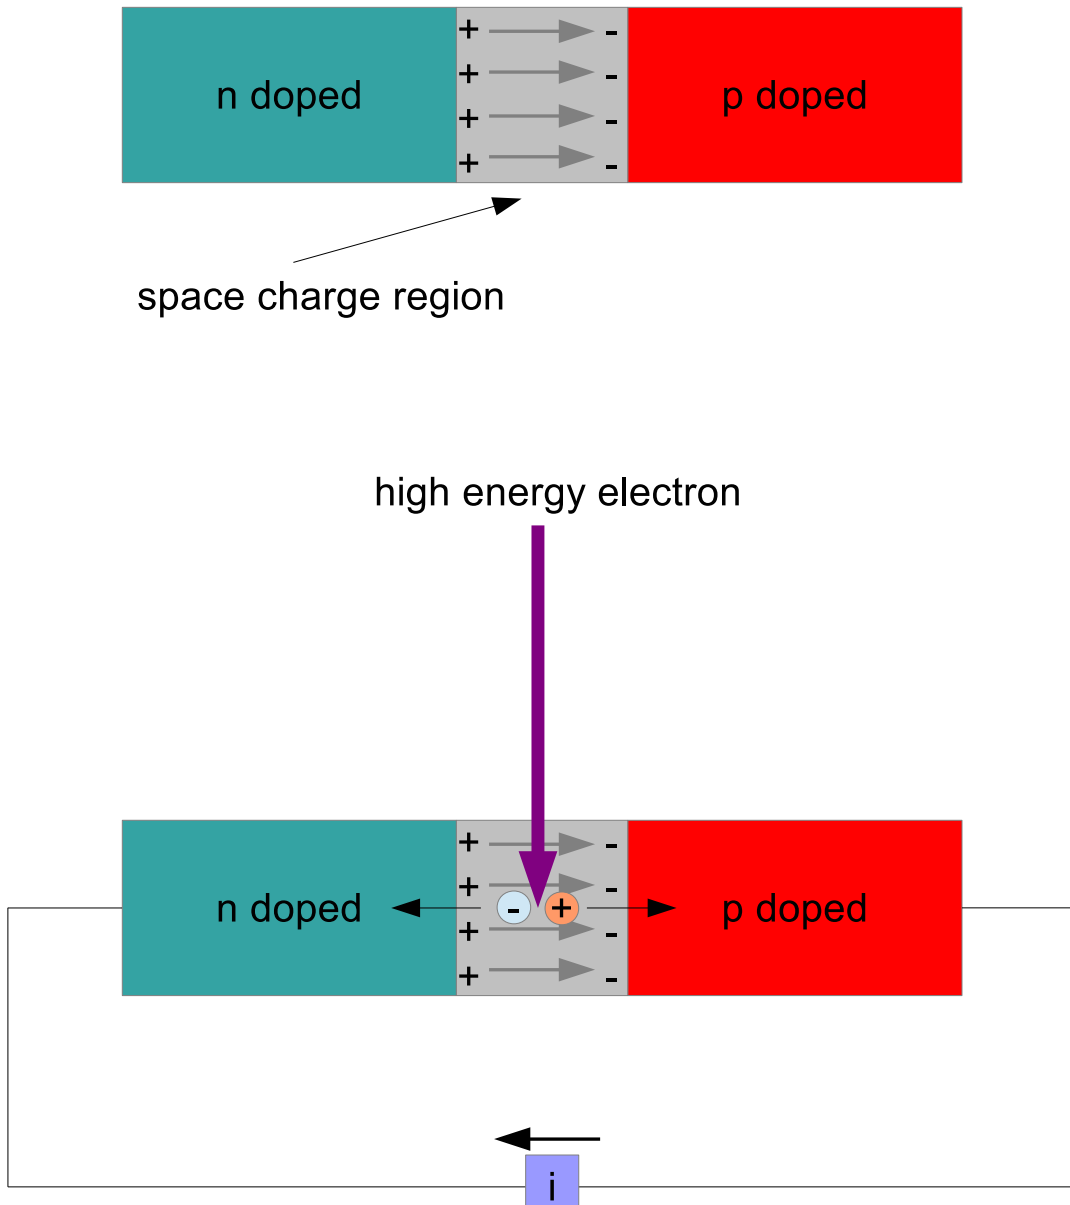 n doped
+ -
+ -
+ -
+ -
p doped
space charge region
high energy electron
n doped
+ -
+ -
- +
+ -
+ -
p doped
i